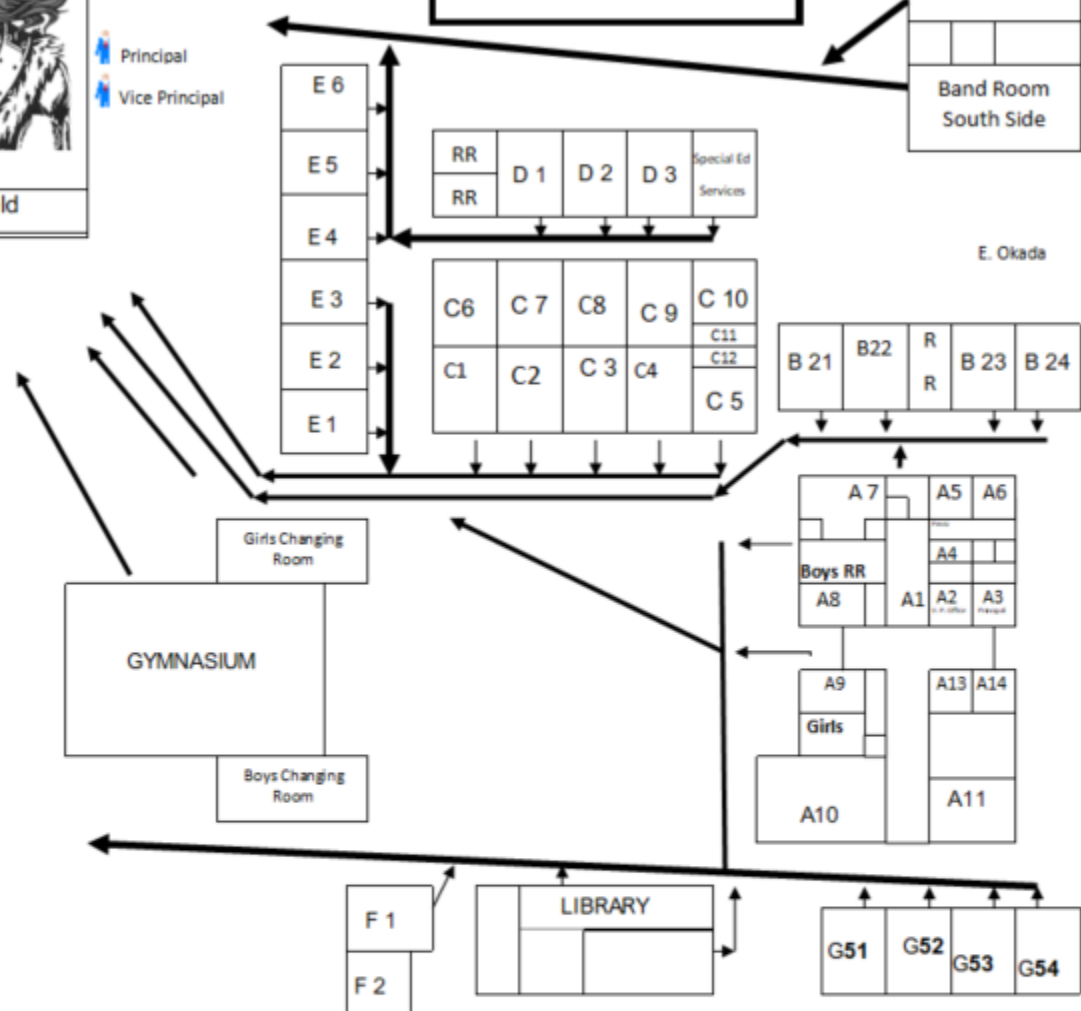 Principal
Vice Principal
ld
Band Room
South Side
E 6
E 5
E 4
E 3
E 2
E 1
RR
RR
D 1
D 2
D 3
Special Ed
Services
E. Okada
C6
C 7
C8
C 9
C 10
C11
C12
C1
C2
C 3
C4
C 5
B 21
B22
R
R
B 23
B 24
A 7
A5
A6
A4
Boys RR
A8
A1
A2
A3
Principal
Girls Changing
Room
GYMNASIUM
Boys Changing
Room
A9
A13
A14
Girls
A10
A11
F 1
F 2
LIBRARY
G51
G52
G53
G54